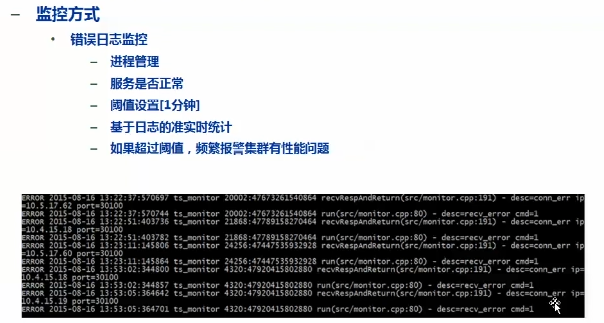 – 监控方式
• 错误日志监控
– 进程管理
– 服务是否正常
– 阈值设置[1分钟]
– 基于日志的准实时统计
– 如果超过阈值，频繁报警集群有性能问题
ERROR 2015-08-16 13:22:37:570697 ts_monitor 20002:47673261540864 recvRespAndReturn(src/monitor.cpp:191) - desc=conn_err ip
=10.5.17.62 port=30100
ERROR 2015-08-16 13:22:37:570744 ts_monitor 20002:47673261540864 run(src/monitor.cpp:80) - desc=recv_error cmd=1
ERROR 2015-08-16 13:22:51:403736 ts_monitor 21868:47789158427040 recvRespAndReturn(src/monitor.cpp:191) - desc=conn_err ip
=10.4.15.18 port=30100
ERROR 2015-08-16 13:22:51:403782 ts_monitor 21868:47789158427040 run(src/monitor.cpp:80) - desc=recv_error cmd=1
ERROR 2015-08-16 13:23:11:145806 ts_monitor 24256:47447535932928 recvRespAndReturn(src/monitor.cpp:191) - desc=conn_err ip
=10.5.17.60 port=30100
ERROR 2015-08-16 13:23:11:145864 ts_monitor 24256:47447535932928 run(src/monitor.cpp:80) - desc=recv_error cmd=1
ERROR 2015-08-16 13:53:02:344800 ts_monitor 4320:47920415802880 recvRespAndReturn(src/monitor.cpp:191) - desc=conn_err ip=
10.4.15.18 port=30100
ERROR 2015-08-16 13:53:02:344857 ts_monitor 4320:47920415802880 run(src/monitor.cpp:80) - desc=recv_error cmd=1
ERROR 2015-08-16 13:53:05:364642 ts_monitor 4320:47920415802880 recvRespAndReturn(src/monitor.cpp:191) - desc=conn_err ip=
10.4.15.19 port=30100
ERROR 2015-08-16 13:53:05:364701 ts_monitor 4320:47920415802880 run(src/monitor.cpp:80) - desc=recv_error cmd=1